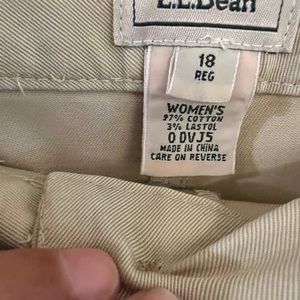 L.L.Bean
18
REG
WOMEN'S
97% COTTON
3% LASTOL
0 DVJ5
MADE IN CHINA
CARE ON REVERSE